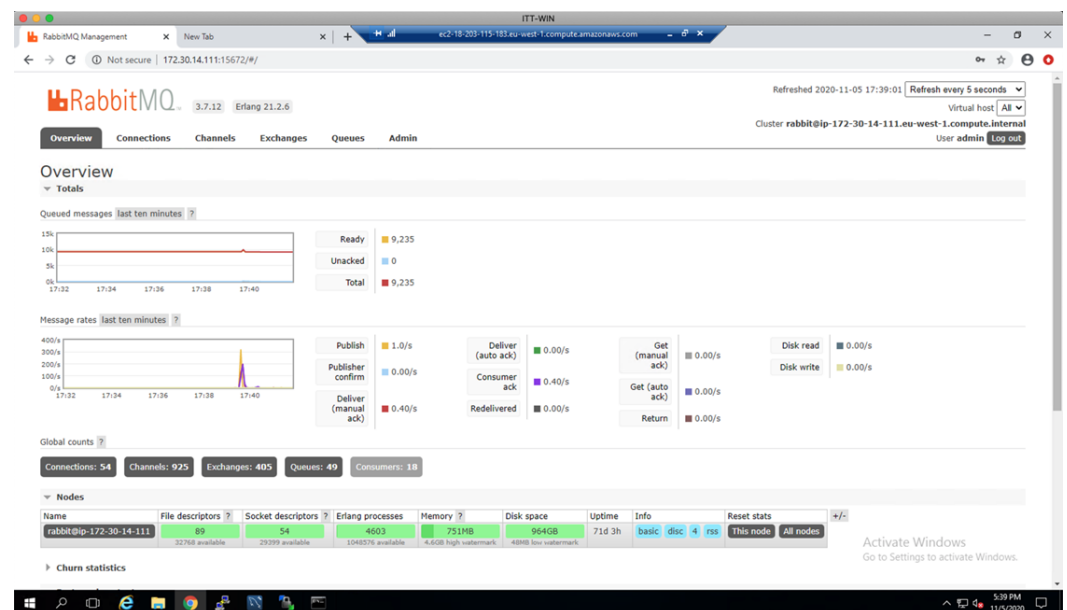 ITT-WIN
RabbitMQ Management
New Tab
ec2-18-203-115-183.eu-west-1.compute.amazonaws.com
Not secure | 172.30.14.111:15672/#/
RabbitMQ 3.7.12 Erlang 21.2.6
Refreshed 2020-11-05 17:39:01 Refresh every 5 seconds
Virtual host All
Cluster rabbit@ip-172-30-14-111.eu-west-1.compute.internal
User admin Log out
Overview Connections Channels Exchanges Queues Admin
Overview
Totals
Queued messages last ten minutes ?
15k
10k
5k
0k
17:32 17:34 17:36 17:38 17:40
Ready 9,235
Unacked 0
Total 9,235
Message rates last ten minutes ?
400/s
300/s
200/s
100/s
0/s
17:32 17:34 17:36 17:38 17:40
Publish 1.0/s
Publisher confirm 0.00/s
Deliver (manual ack) 0.40/s
Deliver (auto ack) 0.00/s
Consumer ack 0.40/s
Redelivered 0.00/s
Get (manual ack) 0.00/s
Get (auto ack) 0.00/s
Return 0.00/s
Disk read 0.00/s
Disk write 0.00/s
Global counts ?
Connections: 54 Channels: 925 Exchanges: 405 Queues: 49 Consumers: 18
Nodes
Name File descriptors ? Socket descriptors ? Erlang processes Memory ? Disk space Uptime Info Reset stats +/-
rabbit@ip-172-30-14-111 89 54 4603 751MB 964GB 71d 3h basic disc 4 rss This node All nodes
32768 available 29399 available 1048576 available 4.6GB high watermark 48MB low watermark
Activate Windows
Go to Settings to activate Windows.
Churn statistics
5:39 PM
11/5/2020